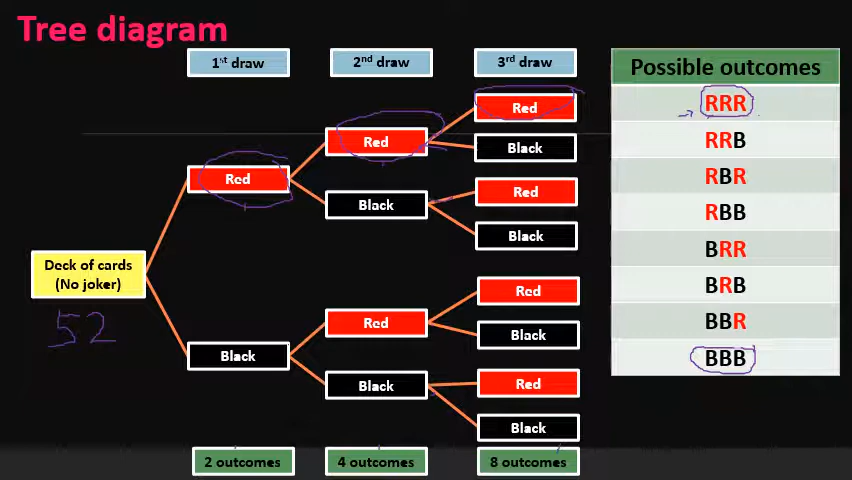 Tree diagram
1st draw
2nd draw
3rd draw
Possible outcomes
Red
RRR
Red
Black
RRB
Red
Red
RBR
Black
Black
RBB
Deck of cards
(No joker)
BRR
Red
BRB
52
Red
Black
BBR
Black
Black
Red
BBB
Black
2 outcomes
4 outcomes
8 outcomes